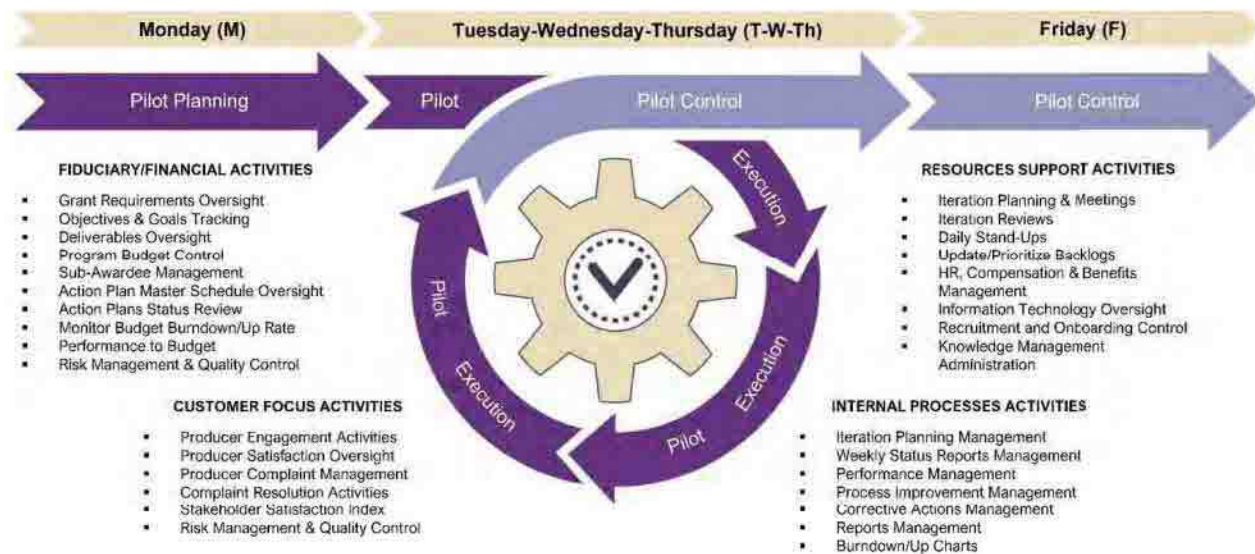 Monday (M)
Tuesday-Wednesday-Thursday (T-W-Th)
Friday (F)
Pilot Planning
Pilot
Pilot Control
Pilot Control
Execution
Execution
Pilot
Execution
Pilot
FIDUCIARY/FINANCIAL ACTIVITIES
▪ Grant Requirements Oversight
▪ Objectives & Goals Tracking
▪ Deliverables Oversight
▪ Program Budget Control
▪ Sub-Awardee Management
▪ Action Plan Master Schedule Oversight
▪ Action Plans Status Review
▪ Monitor Budget Burndown/Up Rate
▪ Performance to Budget
▪ Risk Management & Quality Control
RESOURCES SUPPORT ACTIVITIES
▪ Iteration Planning & Meetings
▪ Iteration Reviews
▪ Daily Stand-Ups
▪ Update/Prioritize Backlogs
▪ HR, Compensation & Benefits
Management
▪ Information Technology Oversight
▪ Recruitment and Onboarding Control
▪ Knowledge Management
Administration
CUSTOMER FOCUS ACTIVITIES
▪ Producer Engagement Activities
▪ Producer Satisfaction Oversight
▪ Producer Complaint Management
▪ Complaint Resolution Activities
▪ Stakeholder Satisfaction Index
▪ Risk Management & Quality Control
INTERNAL PROCESSES ACTIVITIES
▪ Iteration Planning Management
▪ Weekly Status Reports Management
▪ Performance Management
▪ Process Improvement Management
▪ Corrective Actions Management
▪ Reports Management
▪ Burndown/Up Charts